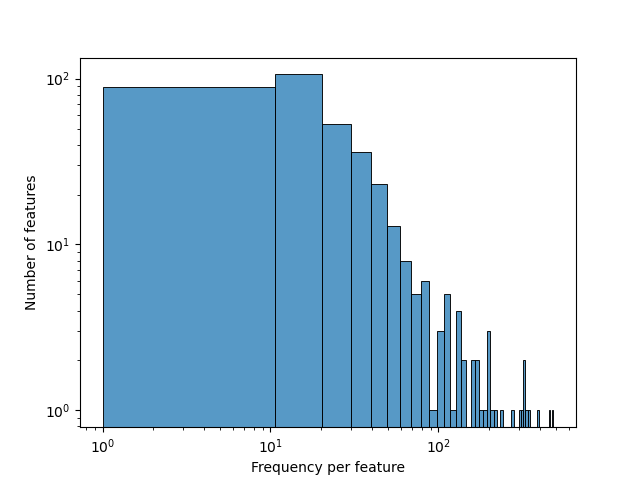 Number of features
10²
10¹
10⁰
10⁰ 10¹ 10²
Frequency per feature